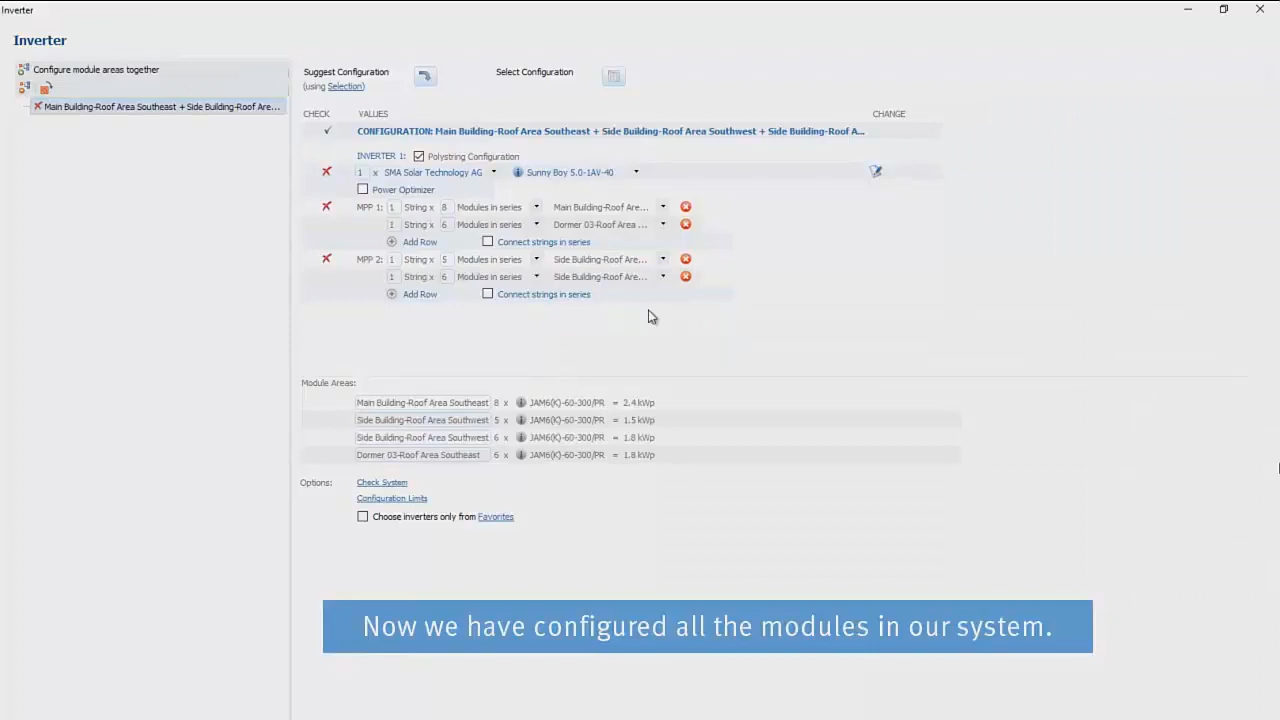 Inverter
Inverter
Configure module areas together
Main Building-Roof Area Southeast + Side Building-Roof Are...
Suggest Configuration
(using Selection)
Select Configuration
CHECK VALUES CHANGE
CONFIGURATION: Main Building-Roof Area Southeast + Side Building-Roof Area Southwest + Side Building-Roof A...
INVERTER 1: Polystring Configuration
1 x SMA Solar Technology AG Sunny Boy 5.0-1AV-40
Power Optimizer
MPP 1: 1 String x 8 Modules in series Main Building-Roof Are...
1 String x 6 Modules in series Dormer 03-Roof Area ...
Add Row Connect strings in series
MPP 2: 1 String x 5 Modules in series Side Building-Roof Are...
1 String x 6 Modules in series Side Building-Roof Are...
Add Row Connect strings in series
Module Areas:
Main Building-Roof Area Southeast 8 x JAM6(K)-60-300/PR = 2.4 kWp
Side Building-Roof Area Southwest 5 x JAM6(K)-60-300/PR = 1.5 kWp
Side Building-Roof Area Southwest 6 x JAM6(K)-60-300/PR = 1.8 kWp
Dormer 03-Roof Area Southeast 6 x JAM6(K)-60-300/PR = 1.8 kWp
Options: Check System
Configuration Limits
Choose inverters only from Favorites
Now we have configured all the modules in our system.